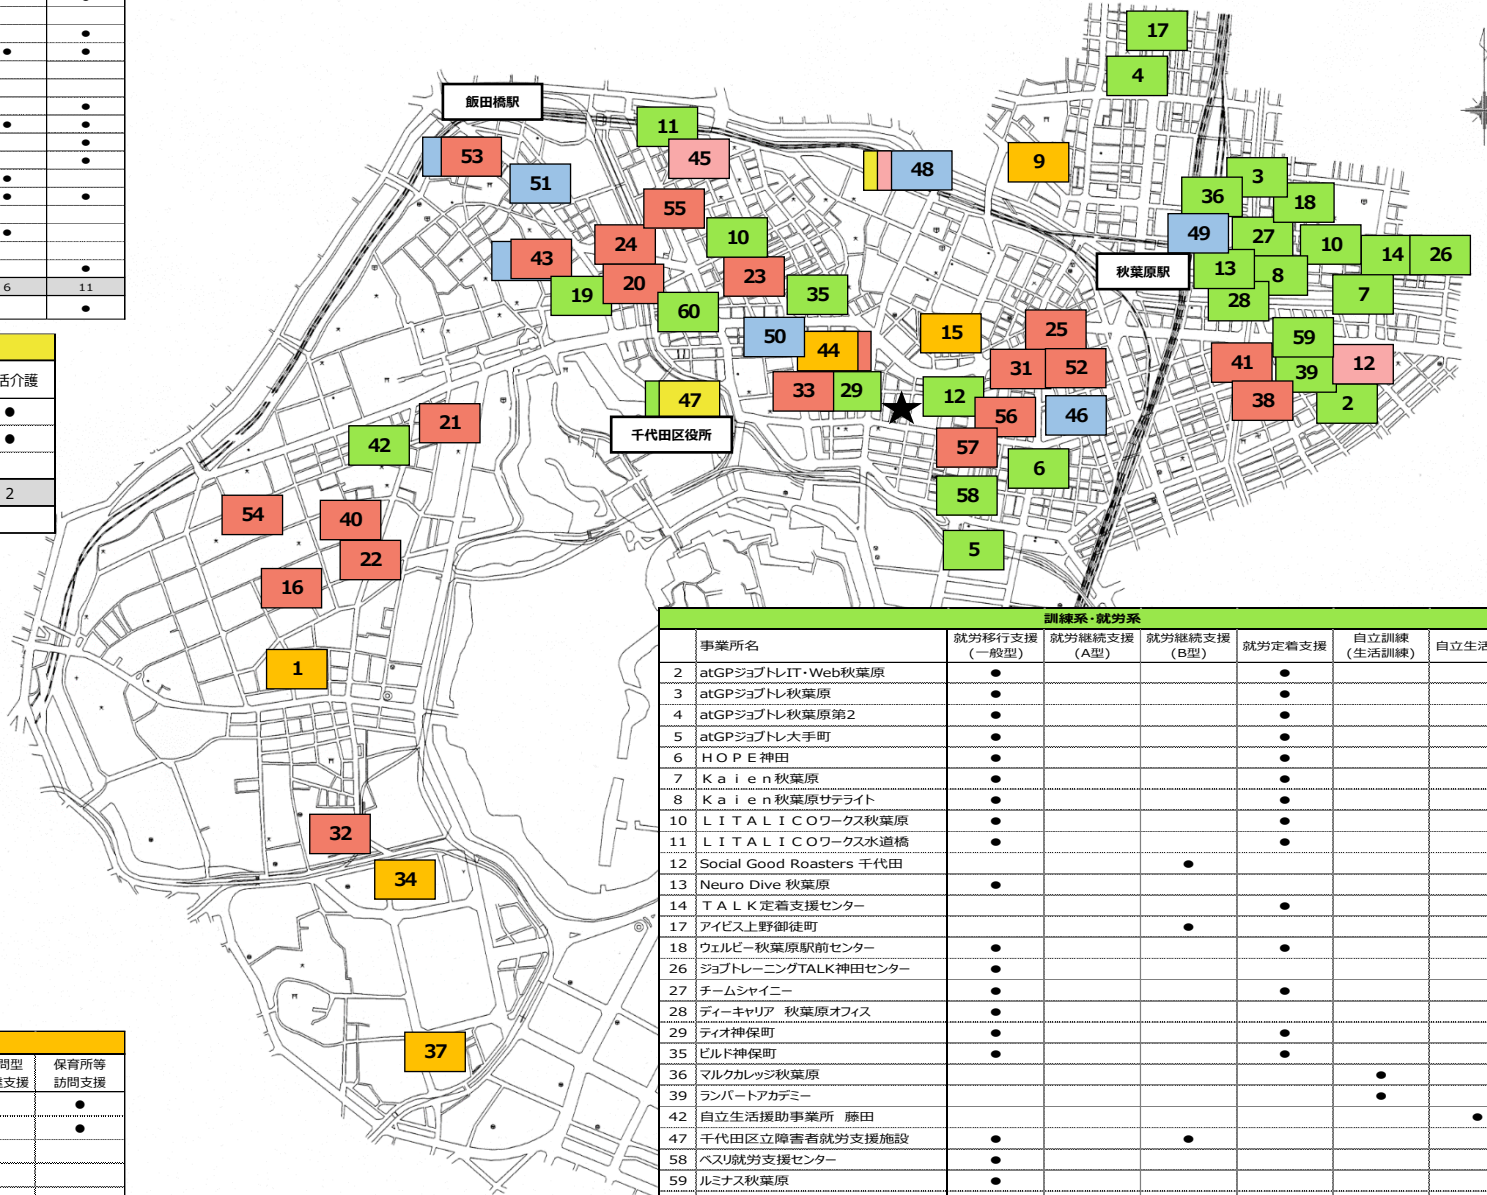 17
4
飯田橋駅
11
45
53
51
48
9
3
36
18
55
24
10
49
27
10
14
26
43
20
23
秋葉原駅
13
8
19
35
28
7
60
50
44
15
25
59
31
52
41
39
12
33
29
12
38
2
47
56
46
千代田区役所
21
42
57
6
58
54
40
5
22
16
1
32
34
37
6 11
活介護
2
問型 保育所等
支援 訪問支援
訓練系・就労系
事業所名 就労移行支援(一般型) 就労継続支援(A型) 就労継続支援(B型) 就労定着支援 自立訓練(生活訓練) 自立生活
2 atGPジョブトレIT・Web秋葉原 ● ●
3 atGPジョブトレ秋葉原 ● ●
4 atGPジョブトレ秋葉原第2 ● ●
5 atGPジョブトレ大手町 ● ●
6 ＨＯＰＥ神田 ● ●
7 Ｋａｉｅｎ秋葉原 ● ●
8 Ｋａｉｅｎ秋葉原サテライト ● ●
10 ＬＩＴＡＬＩＣＯワークス秋葉原 ● ●
11 ＬＩＴＡＬＩＣＯワークス水道橋 ● ●
12 Social Good Roasters 千代田 ●
13 Neuro Dive 秋葉原 ●
14 ＴＡＬＫ定着支援センター ●
17 アイビス上野御徒町 ●
18 ウェルビー秋葉原駅前センター ● ●
26 ジョブトレーニングTALK神田センター ●
27 チームシャイニー ● ●
28 ディーキャリア 秋葉原オフィス ●
29 ティオ神保町 ● ●
35 ビルド神保町 ● ●
36 マルクカレッジ秋葉原 ●
39 ランバートアカデミー ●
42 自立生活援助事業所 藤田 ●
47 千代田区立障害者就労支援施設 ● ●
58 ベスリ就労支援センター ●
59 ルミナス秋葉原 ●